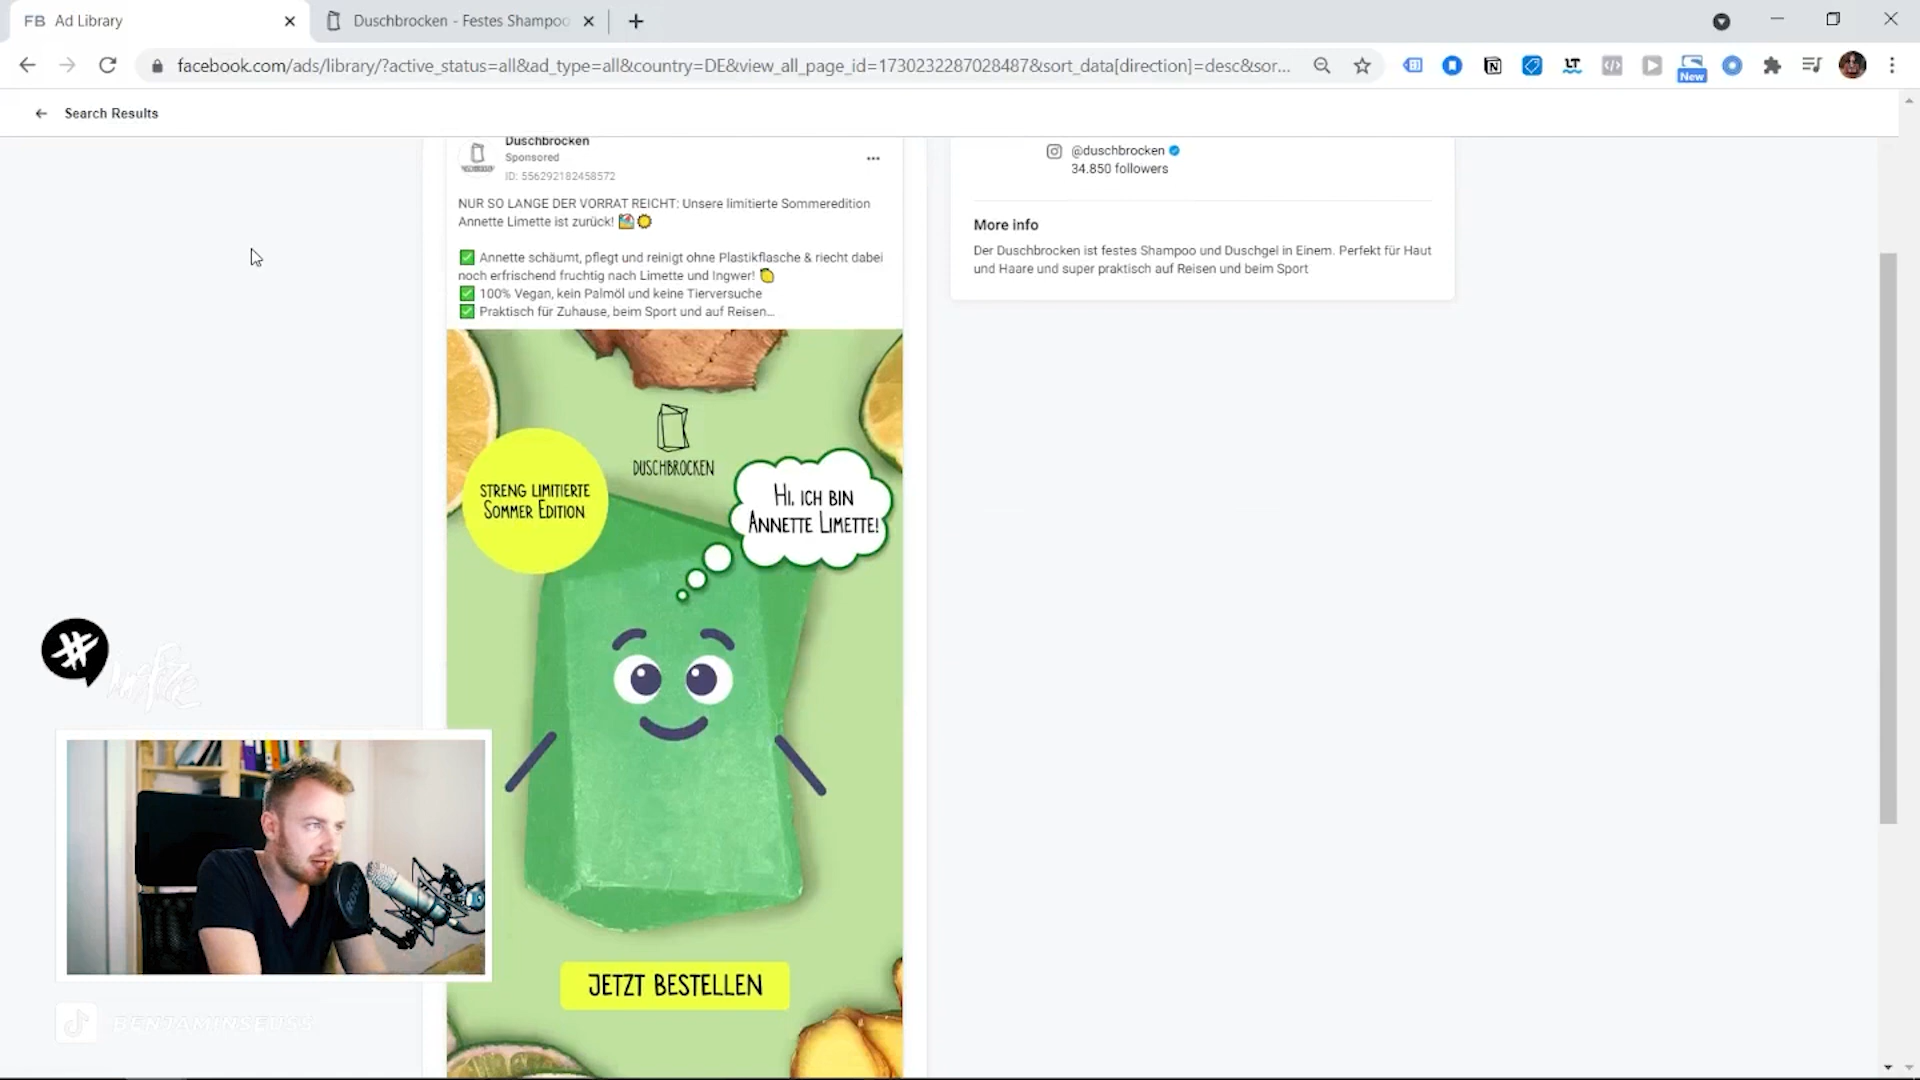 FB Ad Library
Duschbrocken - Festes Shampoo
facebook.com/ads/library/?active_status=all&ad_type=all&country=DE&view_all_page_id=1730232287028487&sort_data[direction]=desc&sor...
New
Search Results
Duschbrocken
Sponsored
ID: 556292182458572
NUR SO LANGE DER VORRAT REICHT: Unsere limitierte Sommeredition
Annette Limette ist zurück! 🏖️🌞
✅ Annette schäumt, pflegt und reinigt ohne Plastikflasche & riecht dabei
noch erfrischend fruchtig nach Limette und Ingwer! 🍋
✅ 100% Vegan, kein Palmöl und keine Tierversuche
✅ Praktisch für Zuhause, beim Sport und auf Reisen...
@duschbrocken
34.850 followers
More info
Der Duschbrocken ist festes Shampoo und Duschgel in Einem. Perfekt für Haut
und Haare und super praktisch auf Reisen und beim Sport
DUSCHBROCKEN
STRENG LIMITIERTE
SOMMER EDITION
HI, ICH BIN
ANNETTE LIMETTE!
JETZT BESTELLEN
RODE
BENJAMINSEUSS